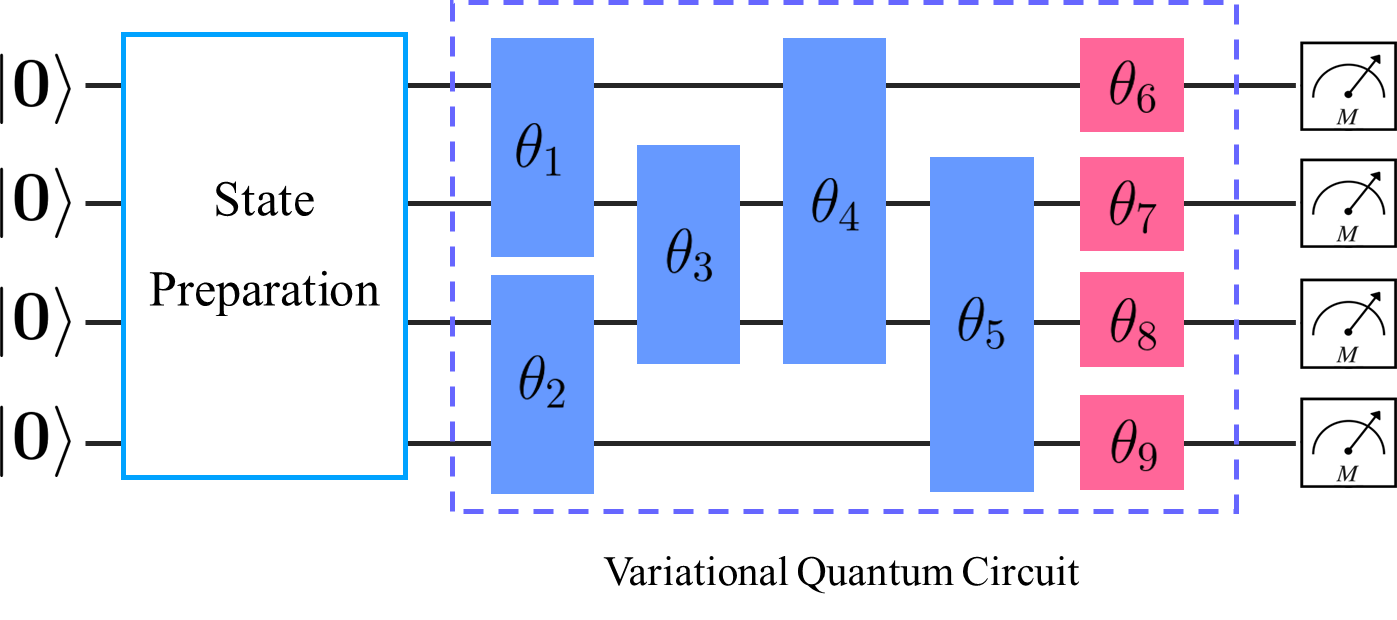 |0⟩
|0⟩
|0⟩
|0⟩
State
Preparation
θ₁
θ₂
θ₃
θ₄
θ₅
θ₆
θ₇
θ₈
θ₉
M
M
M
M
Variational Quantum Circuit